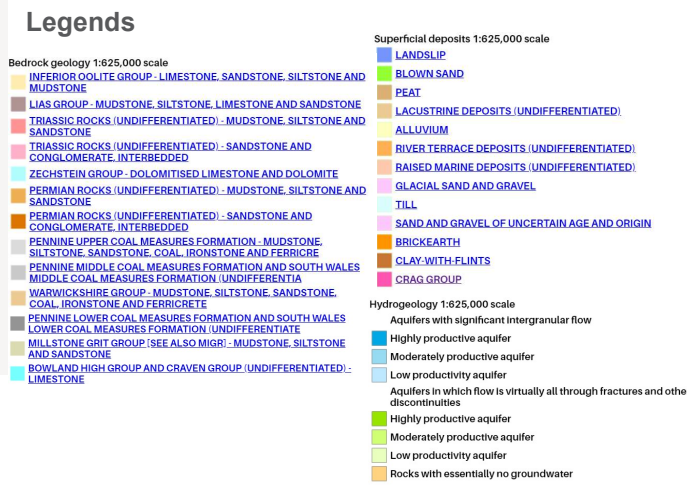 Legends
Bedrock geology 1:625,000 scale
INFERIOR OOLITE GROUP - LIMESTONE, SANDSTONE, SILTSTONE AND
MUDSTONE
LIAS GROUP - MUDSTONE, SILTSTONE, LIMESTONE AND SANDSTONE
TRIASSIC ROCKS (UNDIFFERENTIATED) - MUDSTONE, SILTSTONE AND
SANDSTONE
TRIASSIC ROCKS (UNDIFFERENTIATED) - SANDSTONE AND
CONGLOMERATE, INTERBEDDED
ZECHSTEIN GROUP - DOLOMITISED LIMESTONE AND DOLOMITE
PERMIAN ROCKS (UNDIFFERENTIATED) - MUDSTONE, SILTSTONE AND
SANDSTONE
PERMIAN ROCKS (UNDIFFERENTIATED) - SANDSTONE AND
CONGLOMERATE, INTERBEDDED
PENNINE UPPER COAL MEASURES FORMATION - MUDSTONE,
SILTSTONE, SANDSTONE, COAL, IRONSTONE AND FERRICRE
PENNINE MIDDLE COAL MEASURES FORMATION AND SOUTH WALES
MIDDLE COAL MEASURES FORMATION (UNDIFFERENTIA
WARWICKSHIRE GROUP - MUDSTONE, SILTSTONE, SANDSTONE,
COAL, IRONSTONE AND FERRICRETE
PENNINE LOWER COAL MEASURES FORMATION AND SOUTH WALES
LOWER COAL MEASURES FORMATION (UNDIFFERENTIATE
MILLSTONE GRIT GROUP [SEE ALSO MIGR] - MUDSTONE, SILTSTONE
AND SANDSTONE
BOWLAND HIGH GROUP AND CRAVEN GROUP (UNDIFFERENTIATED) -
LIMESTONE
Superficial deposits 1:625,000 scale
LANDSLIP
BLOWN SAND
PEAT
LACUSTRINE DEPOSITS (UNDIFFERENTIATED)
ALLUVIUM
RIVER TERRACE DEPOSITS (UNDIFFERENTIATED)
RAISED MARINE DEPOSITS (UNDIFFERENTIATED)
GLACIAL SAND AND GRAVEL
TILL
SAND AND GRAVEL OF UNCERTAIN AGE AND ORIGIN
BRICKEARTH
CLAY-WITH-FLINTS
CRAG GROUP
Hydrogeology 1:625,000 scale
Aquifers with significant intergranular flow
Highly productive aquifer
Moderately productive aquifer
Low productivity aquifer
Aquifers in which flow is virtually all through fractures and othe
discontinuities
Highly productive aquifer
Moderately productive aquifer
Low productivity aquifer
Rocks with essentially no groundwater